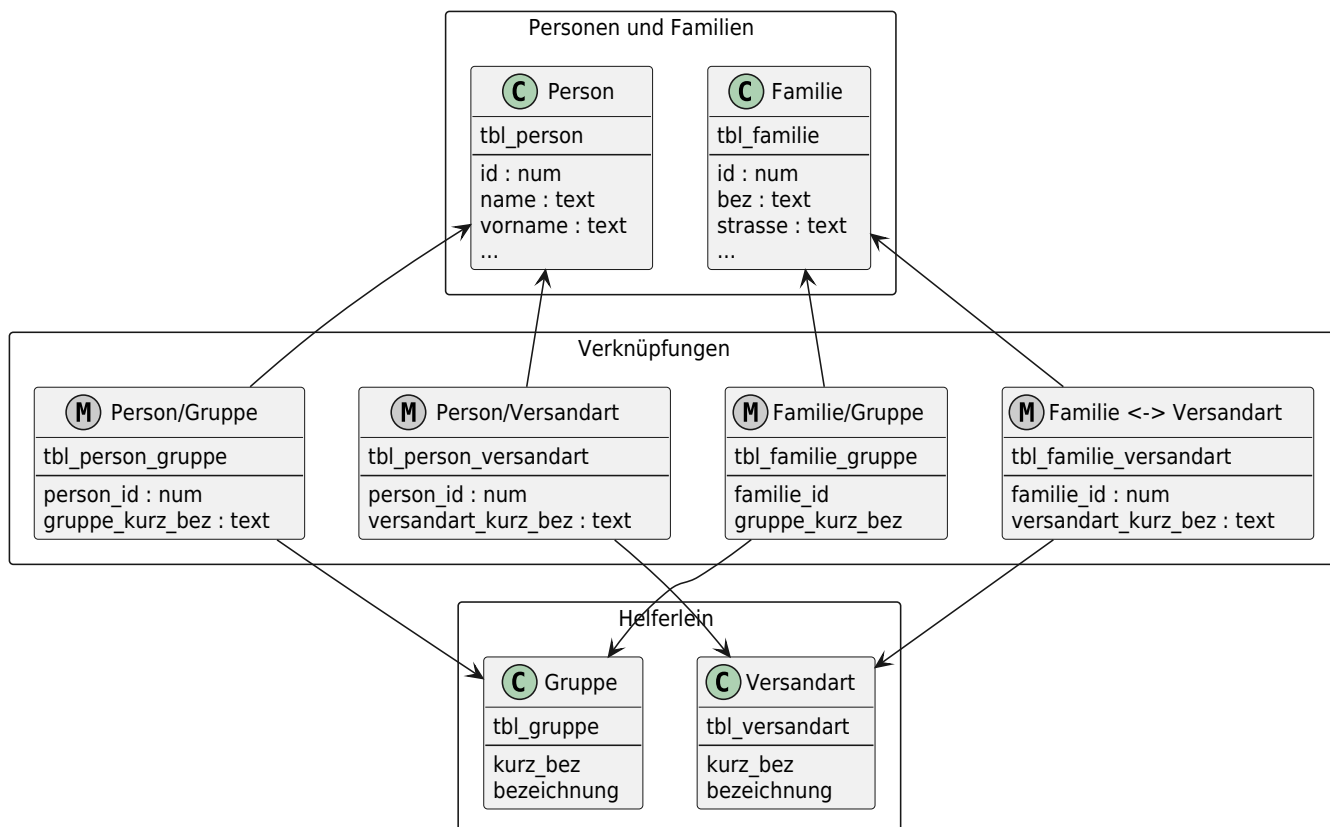 Personen und Familien
C Person
tbl_person
id : num
name : text
vorname : text
...
C Familie
tbl_familie
id : num
bez : text
strasse : text
...
Verknüpfungen
M Person/Gruppe
tbl_person_gruppe
person_id : num
gruppe_kurz_bez : text
M Person/Versandart
tbl_person_versandart
person_id : num
versandart_kurz_bez : text
M Familie/Gruppe
tbl_familie_gruppe
familie_id
gruppe_kurz_bez
M Familie <-> Versandart
tbl_familie_versandart
familie_id : num
versandart_kurz_bez : text
Helferlein
C Gruppe
tbl_gruppe
kurz_bez
bezeichnung
C Versandart
tbl_versandart
kurz_bez
bezeichnung